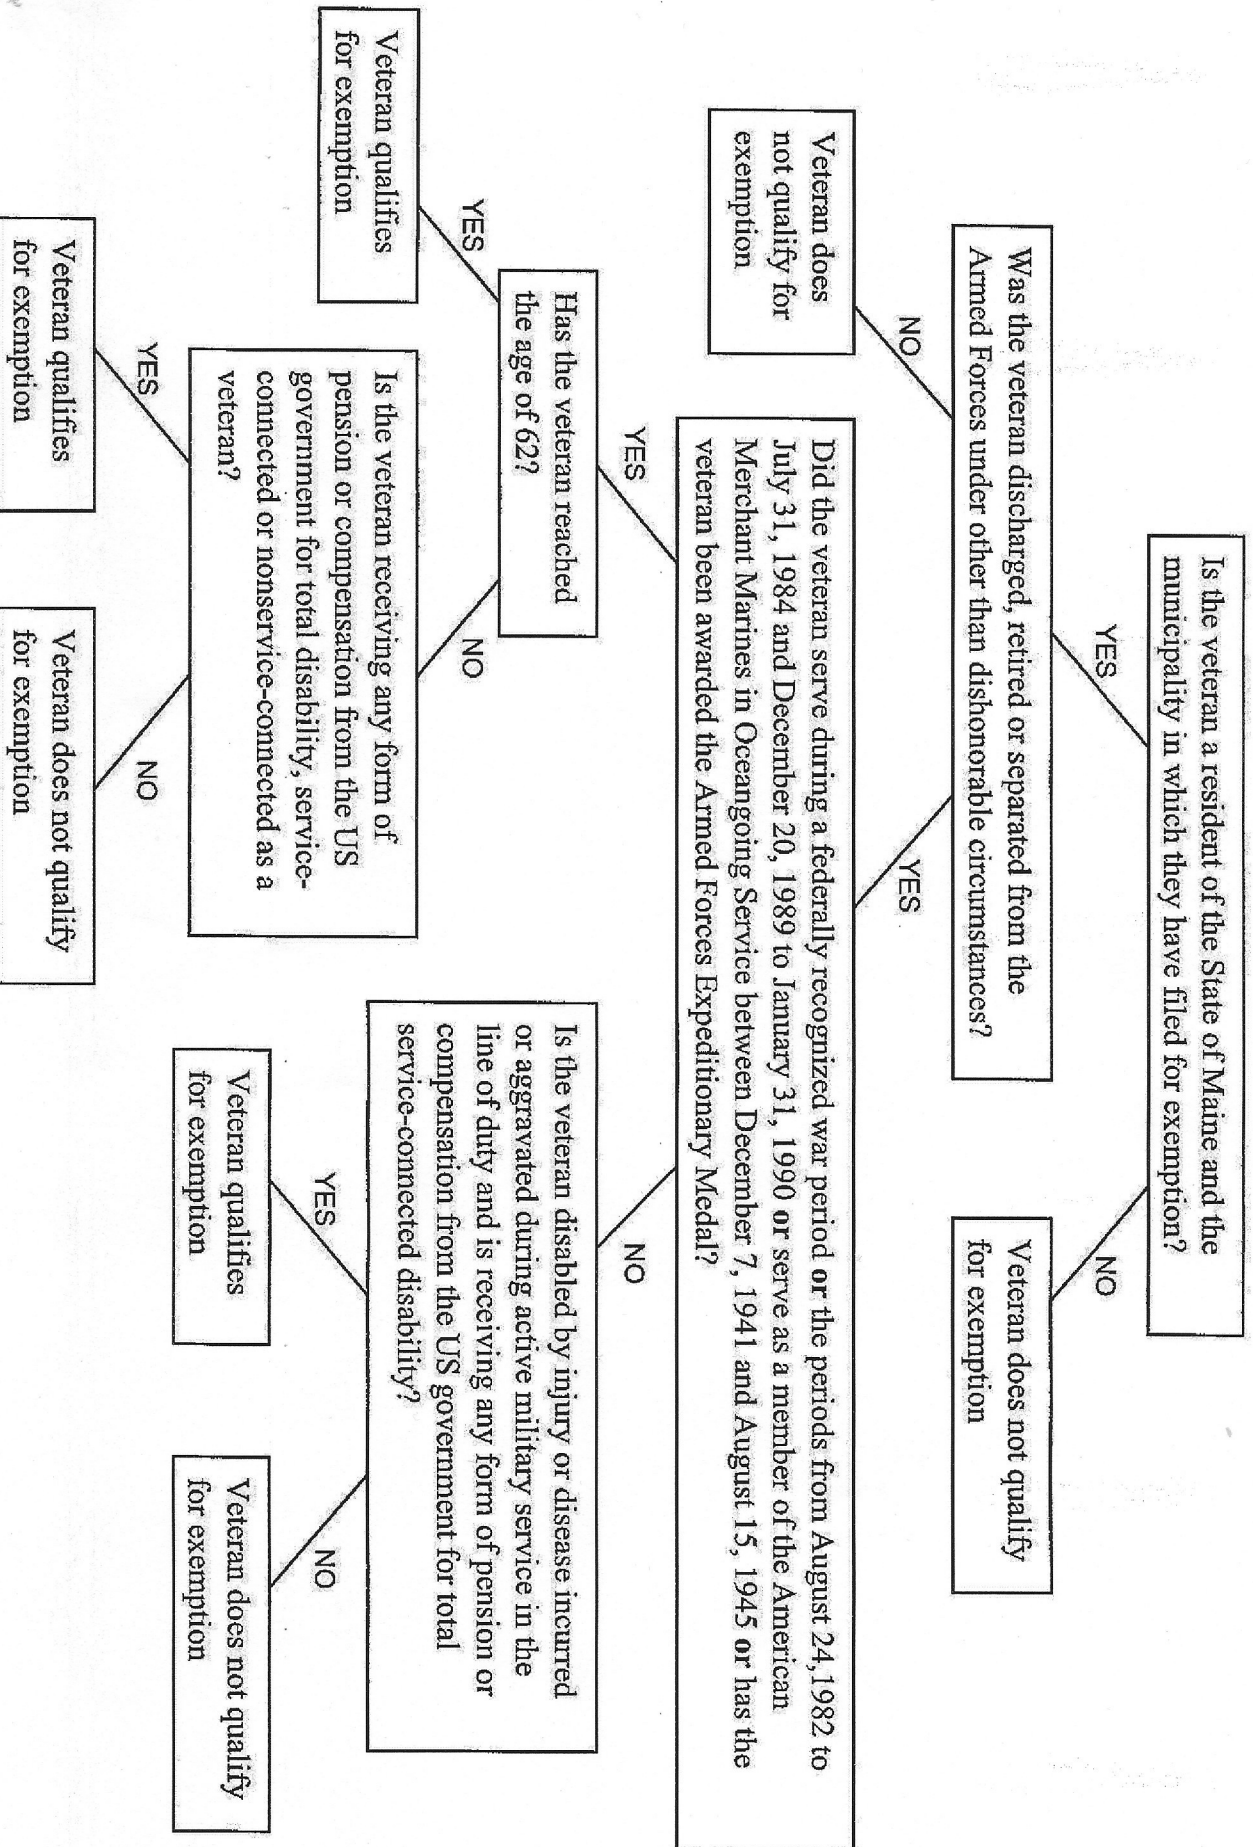 Is the veteran a resident of the State of Maine and the
municipality in which they have filed for exemption?
YES
NO
Was the veteran discharged, retired or separated from the
Armed Forces under other than dishonorable circumstances?
Veteran does not qualify
for exemption
NO
YES
Veteran does
not qualify for
exemption
Did the veteran serve during a federally recognized war period or the periods from August 24,1982 to
July 31, 1984 and December 20, 1989 to January 31, 1990 or serve as a member of the American
Merchant Marines in Oceangoing Service between December 7, 1941 and August 15, 1945 or has the
veteran been awarded the Armed Forces Expeditionary Medal?
YES
NO
Has the veteran reached
the age of 62?
Is the veteran disabled by injury or disease incurred
or aggravated during active military service in the
line of duty and is receiving any form of pension or
compensation from the US government for total
service-connected disability?
YES
NO
Veteran qualifies
for exemption
Is the veteran receiving any form of
pension or compensation from the US
government for total disability, service-
connected or nonservice-connected as a
veteran?
YES
NO
Veteran qualifies
for exemption
Veteran does not qualify
for exemption
YES
NO
Veteran qualifies
for exemption
Veteran does not qualify
for exemption